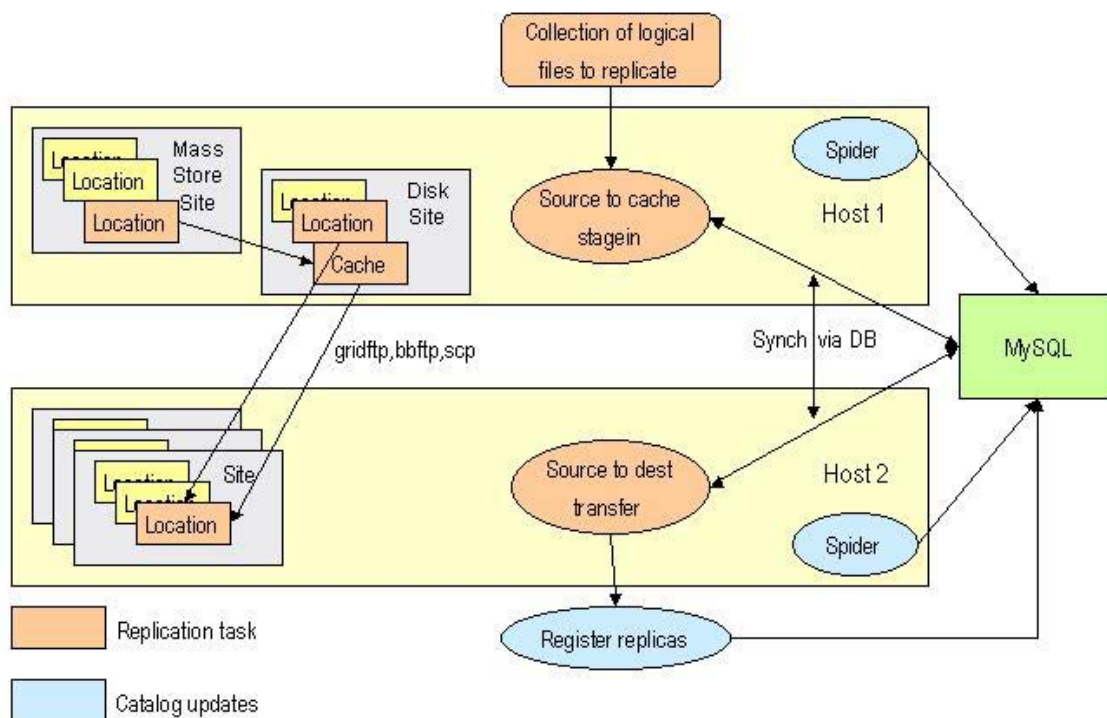 Collection of logical
files to replicate
Location
Location
Location
Mass
Store
Site
Location
Location
Cache
Disk
Site
Source to cache
stagein
Spider
Host 1
gridftp,bbftp,scp
Synch via DB
MySQL
Location
Location
Location
Site
Source to dest
transfer
Host 2
Spider
Register replicas
Replication task
Catalog updates